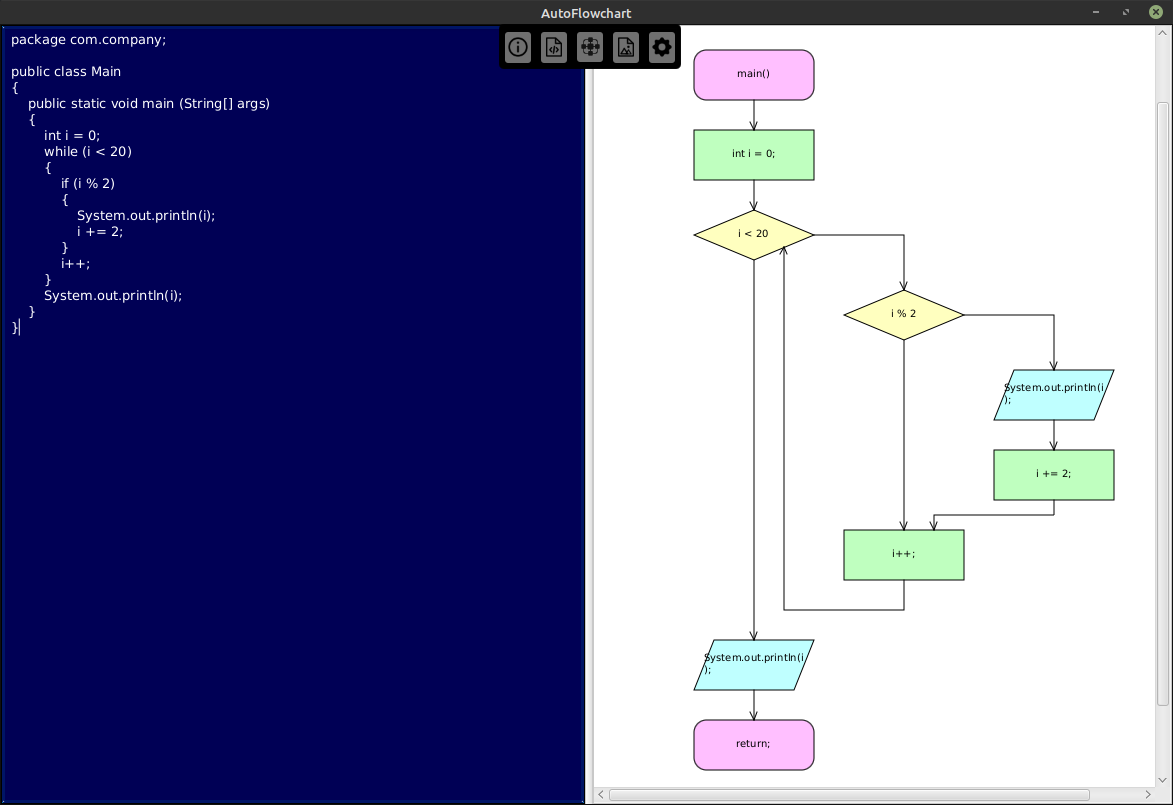 AutoFlowchart
package com.company;
public class Main
{
public static void main (String[] args)
{
int i = 0;
while (i < 20)
{
if (i % 2)
{
System.out.println(i);
i += 2;
}
i++;
}
System.out.println(i);
}
}
main()
int i = 0;
i < 20
i % 2
System.out.println(i
);
i += 2;
i++;
System.out.println(i
);
return;